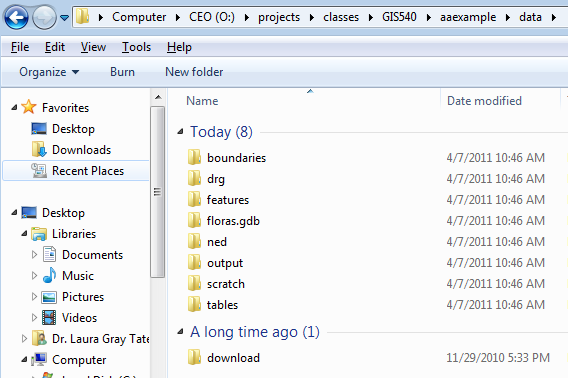 Computer CEO (O:) projects classes GIS540 aaexample data
File Edit View Tools Help
Organize Burn New folder
Name Date modified
Favorites
Desktop
Downloads
Recent Places
Desktop
Libraries
Documents
Music
Pictures
Videos
Dr. Laura Gray Tate
Computer
Today (8)
boundaries 4/7/2011 10:46 AM
drg 4/7/2011 10:46 AM
features 4/7/2011 10:46 AM
floras.gdb 4/7/2011 10:46 AM
ned 4/7/2011 10:46 AM
output 4/7/2011 10:46 AM
scratch 4/7/2011 10:46 AM
tables 4/7/2011 10:46 AM
A long time ago (1)
download 11/29/2010 5:33 PM